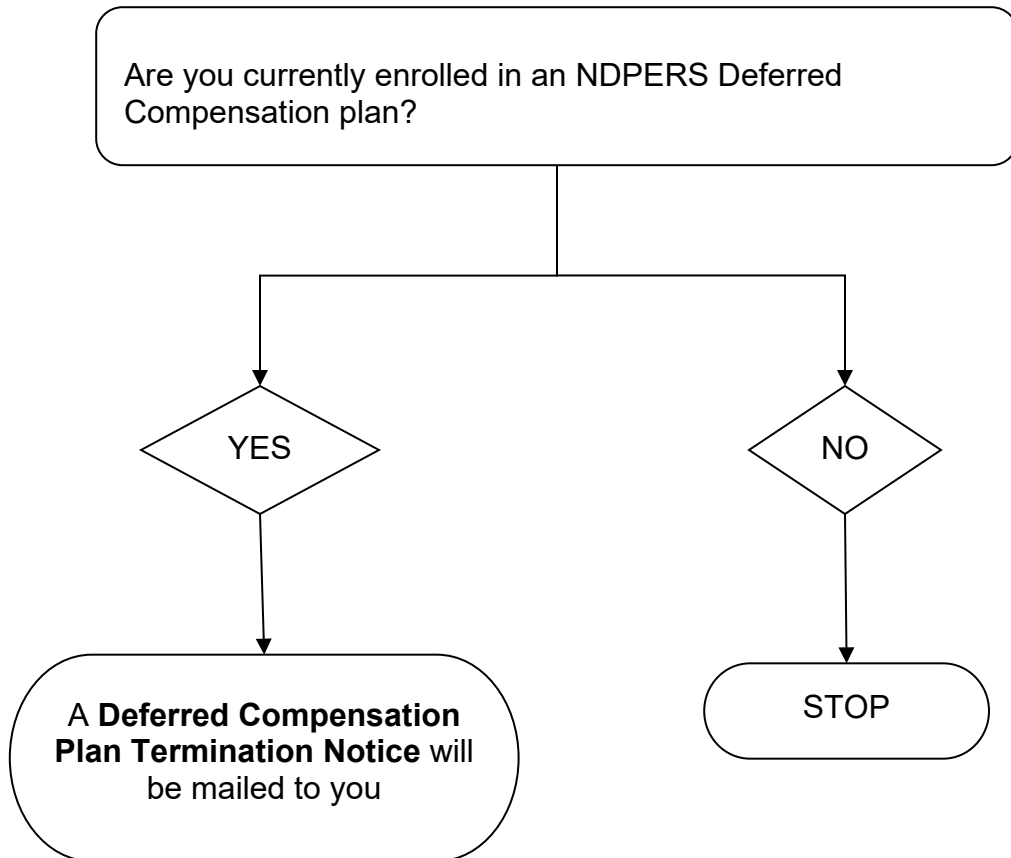 Are you currently enrolled in an NDPERS Deferred
Compensation plan?
YES
NO
A Deferred Compensation
Plan Termination Notice will
be mailed to you
STOP